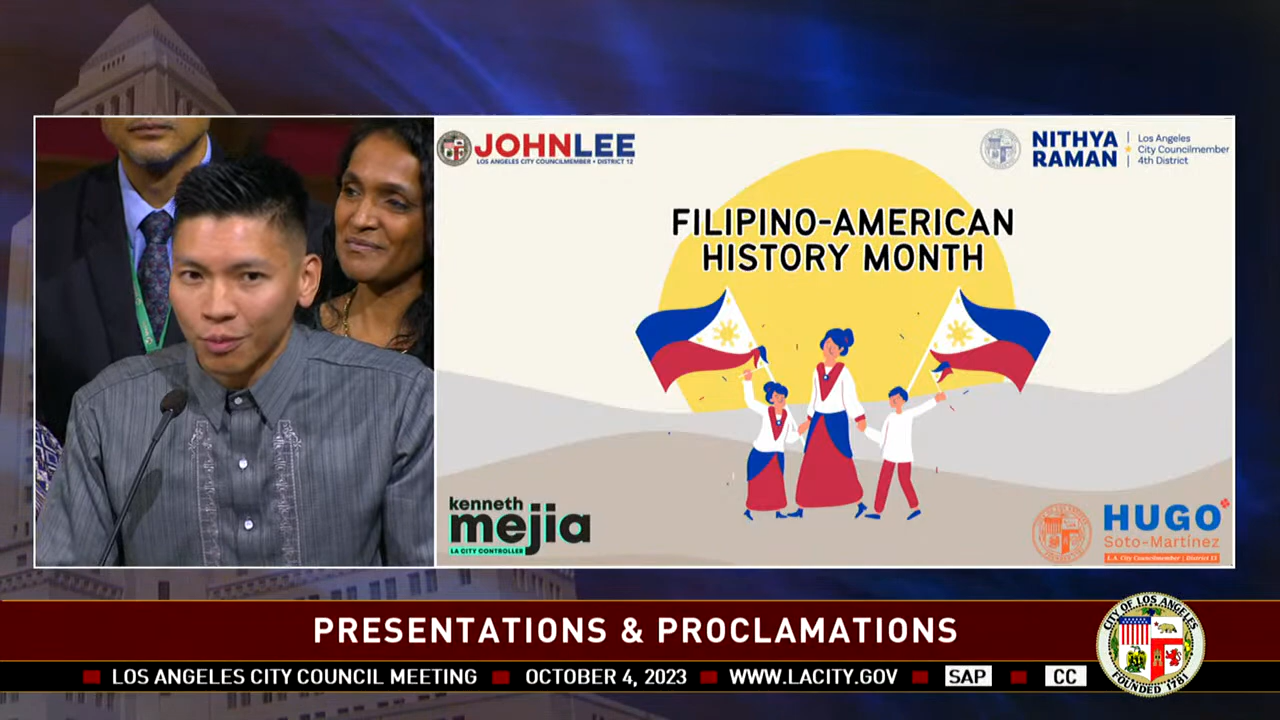 JOHNLEE
LOS ANGELES CITY COUNCILMEMBER • DISTRICT 12
NITHYA
RAMAN
Los Angeles
City Councilmember
4th District
FILIPINO-AMERICAN
HISTORY MONTH
kenneth
mejia
LA CITY CONTROLLER
HUGO
Soto-Martínez
L.A. City Councilmember | District 13
PRESENTATIONS & PROCLAMATIONS
LOS ANGELES CITY COUNCIL MEETING
OCTOBER 4, 2023
WWW.LACITY.GOV
SAP
CC
CITY OF LOS ANGELES
FOUNDED 1781